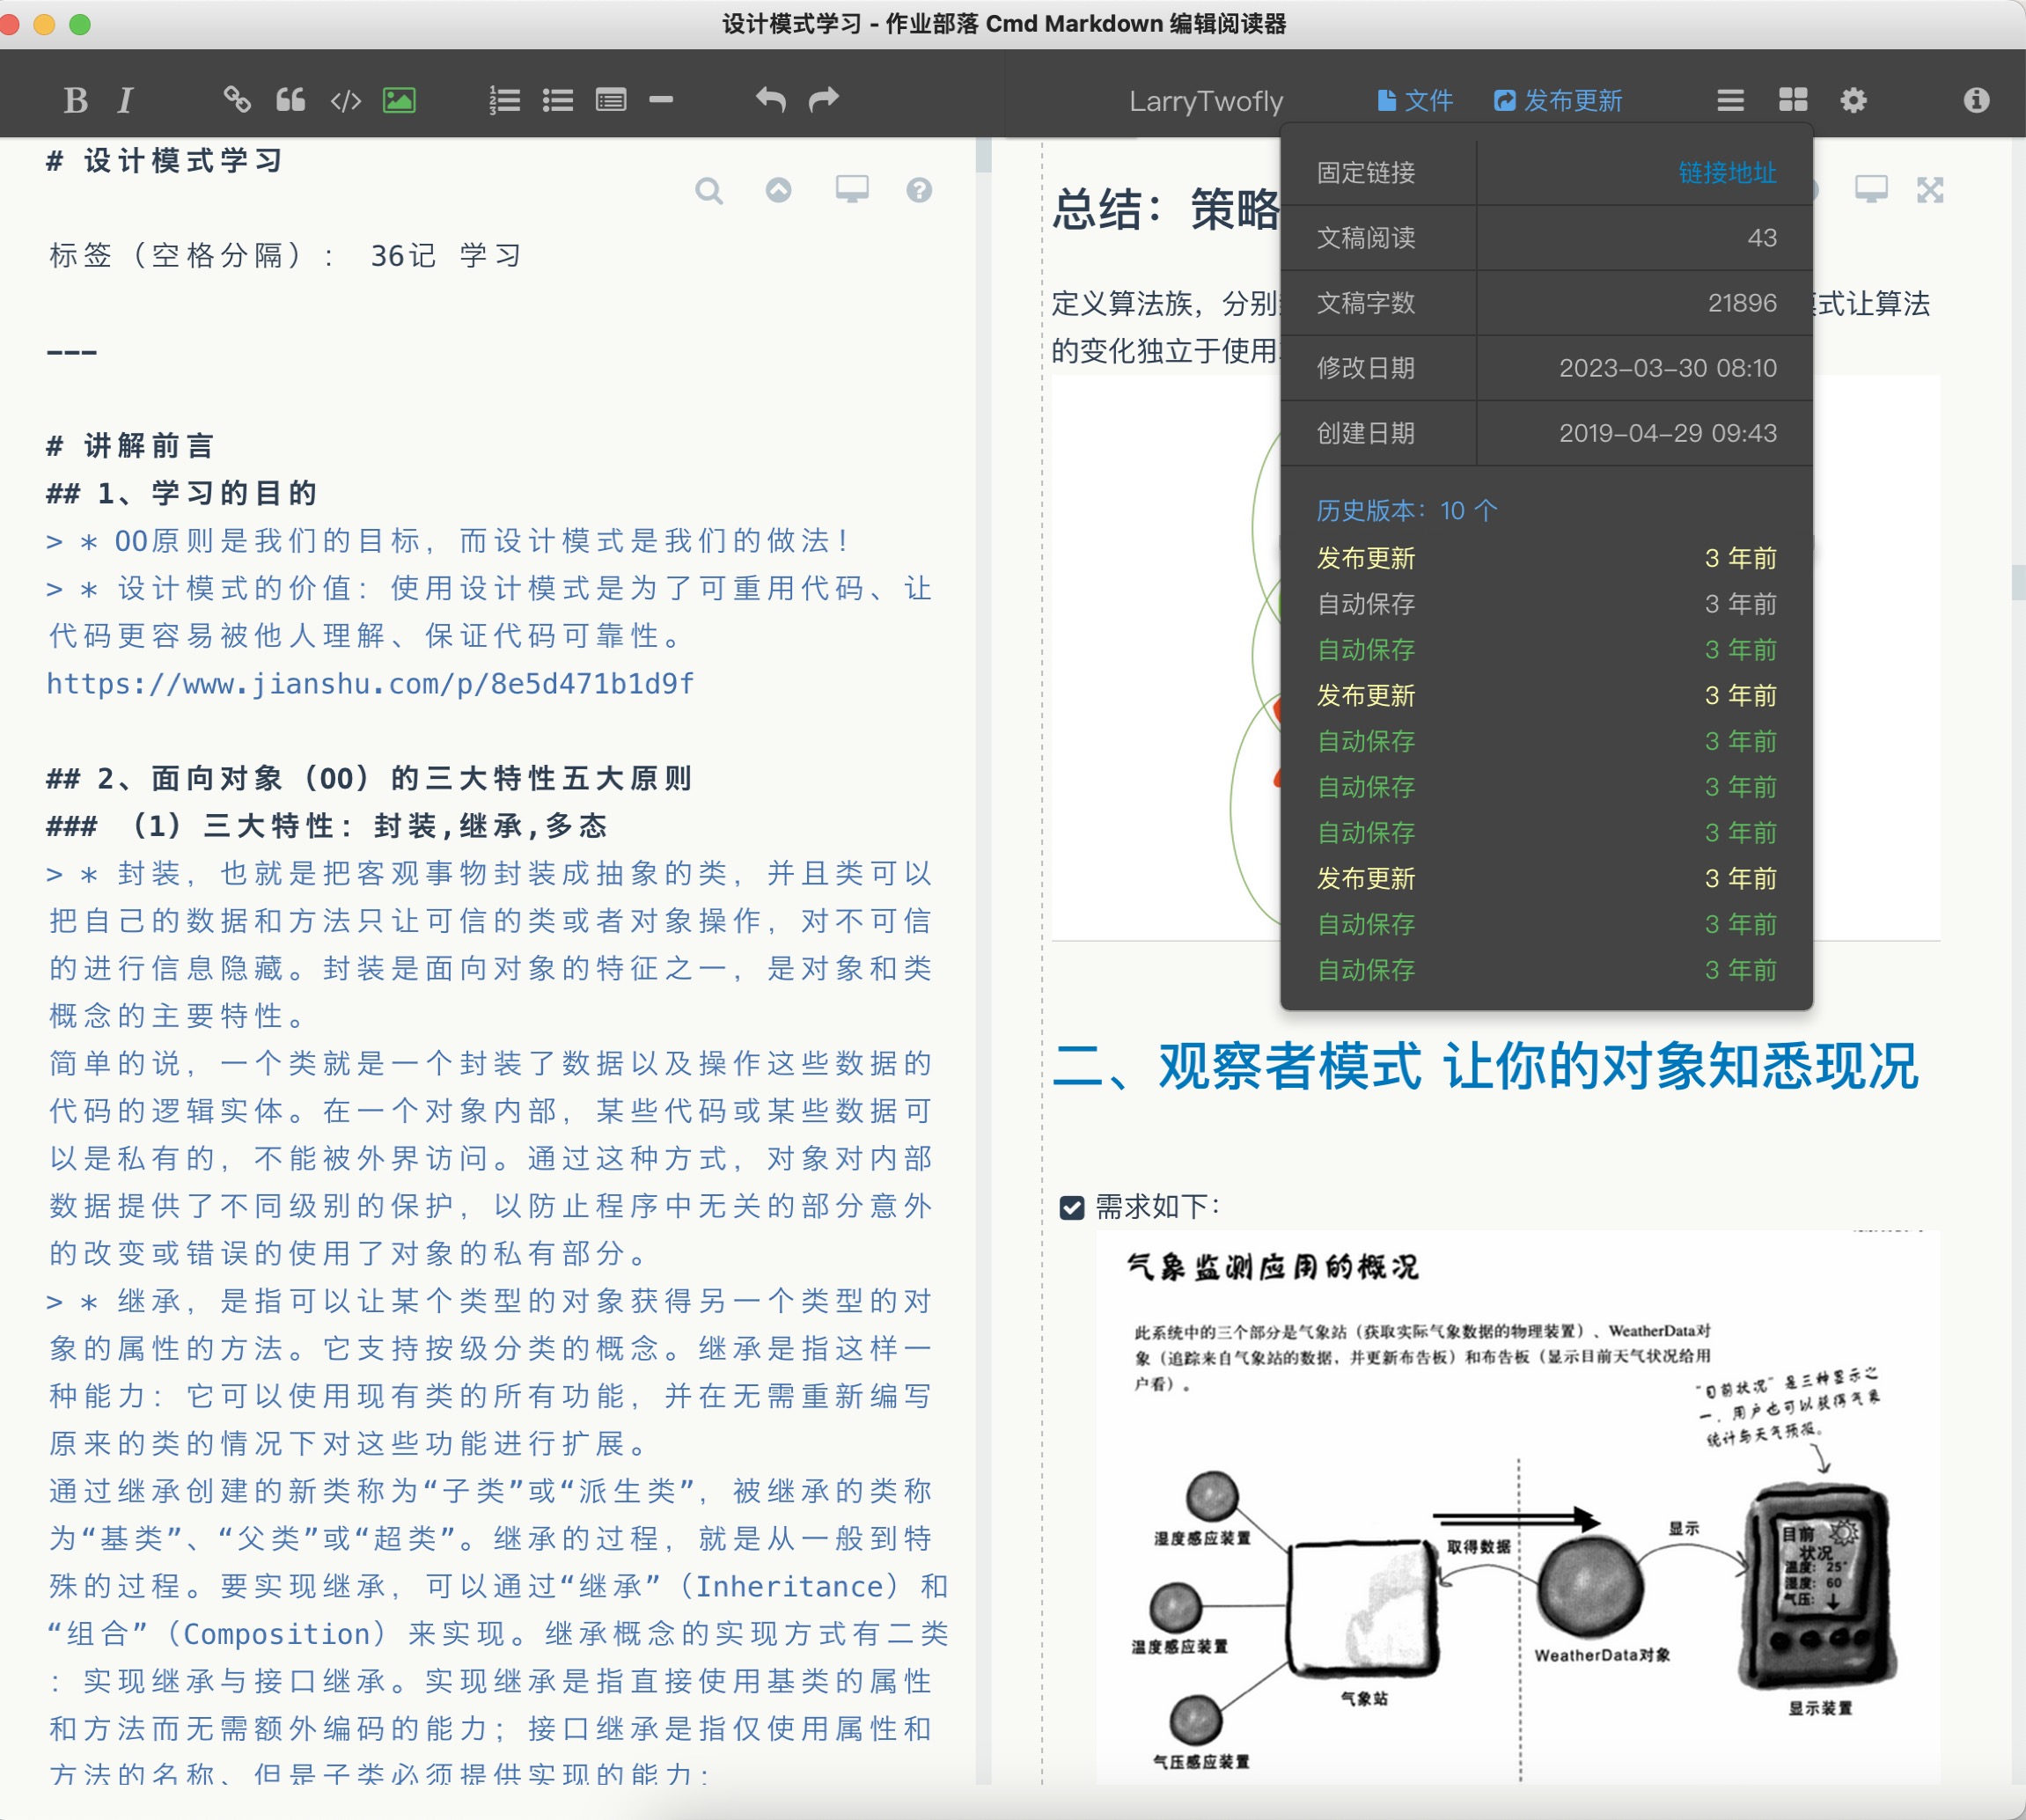 设计模式学习 - 作业部落 Cmd Markdown 编辑阅读器
B I
LarryTwofly
文件
发布更新
# 设计模式学习
标签（空格分隔）： 36记 学习
---
# 讲解前言
## 1、学习的目的
> * OO原则是我们的目标，而设计模式是我们的做法！
> * 设计模式的价值：使用设计模式是为了可重用代码、让
代码更容易被他人理解、保证代码可靠性。
https://www.jianshu.com/p/8e5d471b1d9f
## 2、面向对象（OO）的三大特性五大原则
### （1）三大特性：封装,继承,多态
> * 封装，也就是把客观事物封装成抽象的类，并且类可以
把自己的数据和方法只让可信的类或者对象操作，对不可信
的进行信息隐藏。封装是面向对象的特征之一，是对象和类
概念的主要特性。
简单的说，一个类就是一个封装了数据以及操作这些数据的
代码的逻辑实体。在一个对象内部，某些代码或某些数据可
以是私有的，不能被外界访问。通过这种方式，对象对内部
数据提供了不同级别的保护，以防止程序中无关的部分意外
的改变或错误的使用了对象的私有部分。
> * 继承，是指可以让某个类型的对象获得另一个类型的对
象的属性的方法。它支持按级分类的概念。继承是指这样一
种能力：它可以使用现有类的所有功能，并在无需重新编写
原来的类的情况下对这些功能进行扩展。
通过继承创建的新类称为“子类”或“派生类”，被继承的类称
为“基类”、“父类”或“超类”。继承的过程，就是从一般到特
殊的过程。要实现继承，可以通过“继承”（Inheritance）和
“组合”（Composition）来实现。继承概念的实现方式有二类
：实现继承与接口继承。实现继承是指直接使用基类的属性
和方法而无需额外编码的能力；接口继承是指仅使用属性和
方法的名称、但是子类必须提供实现的能力；
总结：策略
定义算法族，分别
式让算法
的变化独立于使用
固定链接 链接地址
文稿阅读 43
文稿字数 21896
修改日期 2023-03-30 08:10
创建日期 2019-04-29 09:43
历史版本：10 个
发布更新 3 年前
自动保存 3 年前
自动保存 3 年前
发布更新 3 年前
自动保存 3 年前
自动保存 3 年前
自动保存 3 年前
发布更新 3 年前
自动保存 3 年前
自动保存 3 年前
二、观察者模式 让你的对象知悉现况
需求如下：
气象监测应用的概况
此系统中的三个部分是气象站（获取实际气象数据的物理装置）、WeatherData对
象（追踪来自气象站的数据，并更新布告板）和布告板（显示目前天气状况给用
户看）。
“目前状况”是三种显示之
一，用户也可以获得气象
统计与天气预报。
湿度感应装置
温度感应装置
气压感应装置
气象站
取得数据
WeatherData对象
显示
目前
状况
温度：25°
湿度：60
气压：
显示装置